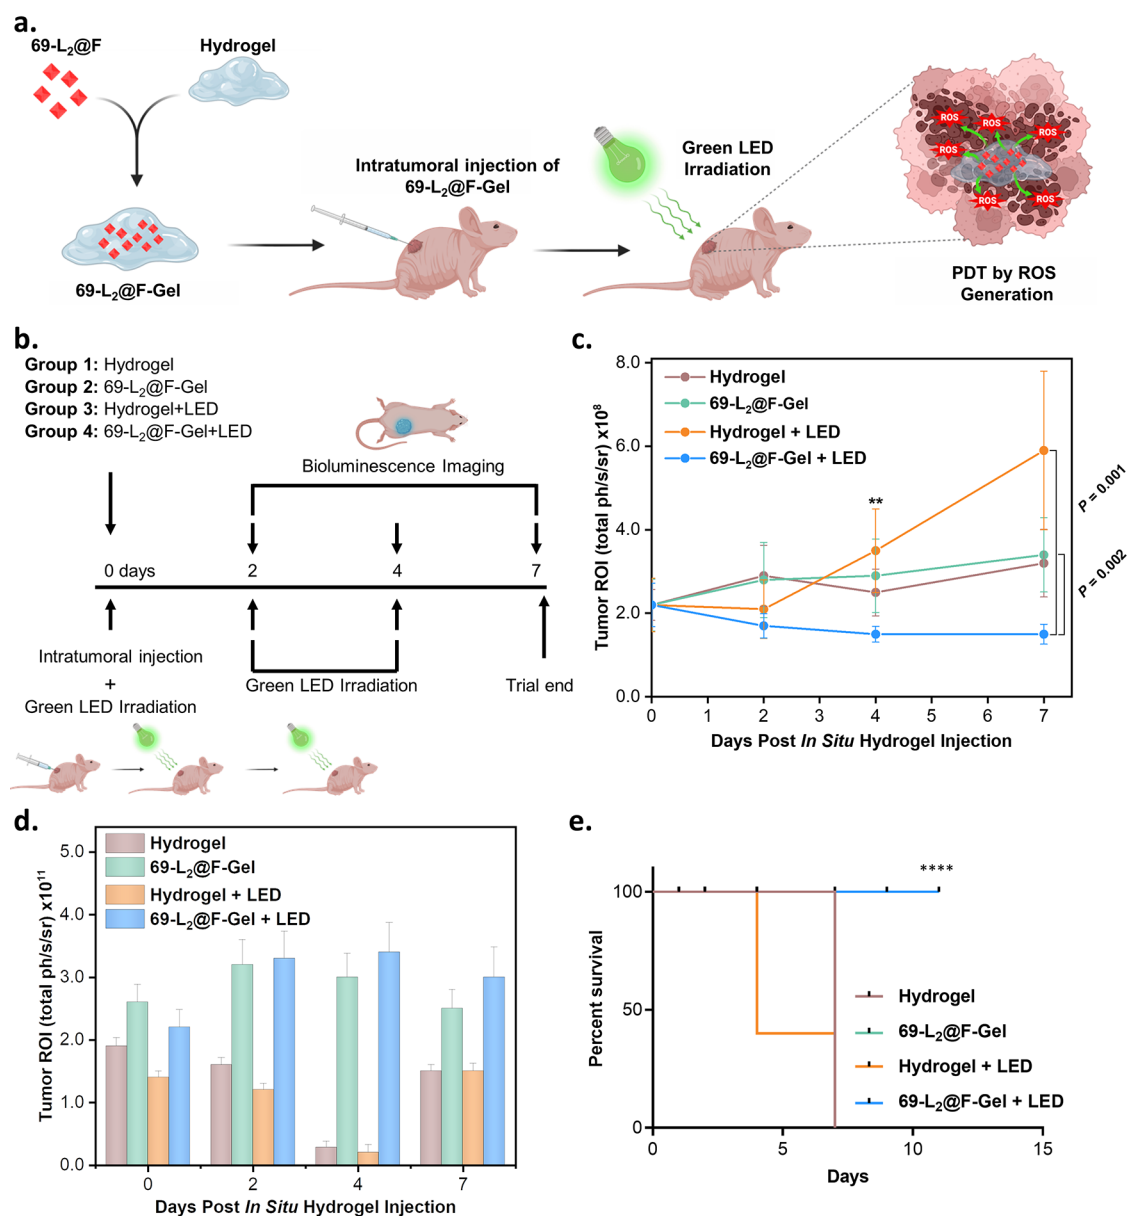 a.
69-L₂@F
Hydrogel
69-L₂@F-Gel
Intratumoral injection of
69-L₂@F-Gel
Green LED
Irradiation
ROS
ROS
ROS
ROS
ROS
ROS
PDT by ROS
Generation
b.
Group 1: Hydrogel
Group 2: 69-L₂@F-Gel
Group 3: Hydrogel+LED
Group 4: 69-L₂@F-Gel+LED
Bioluminescence Imaging
0 days 2 4 7
Intratumoral injection
+
Green LED Irradiation
Green LED Irradiation
Trial end
c.
Tumor ROI (total ph/s/sr) x10⁸
8.0
6.0
4.0
2.0
0.0
Hydrogel
69-L₂@F-Gel
Hydrogel + LED
69-L₂@F-Gel + LED
**
P = 0.001
P = 0.002
0 1 2 3 4 5 6 7
Days Post In Situ Hydrogel Injection
d.
Tumor ROI (total ph/s/sr) x10¹¹
5.0
4.0
3.0
2.0
1.0
0.0
Hydrogel
69-L₂@F-Gel
Hydrogel + LED
69-L₂@F-Gel + LED
0 2 4 7
Days Post In Situ Hydrogel Injection
e.
Percent survival
100
50
0
****
Hydrogel
69-L₂@F-Gel
Hydrogel + LED
69-L₂@F-Gel + LED
0 5 10 15
Days